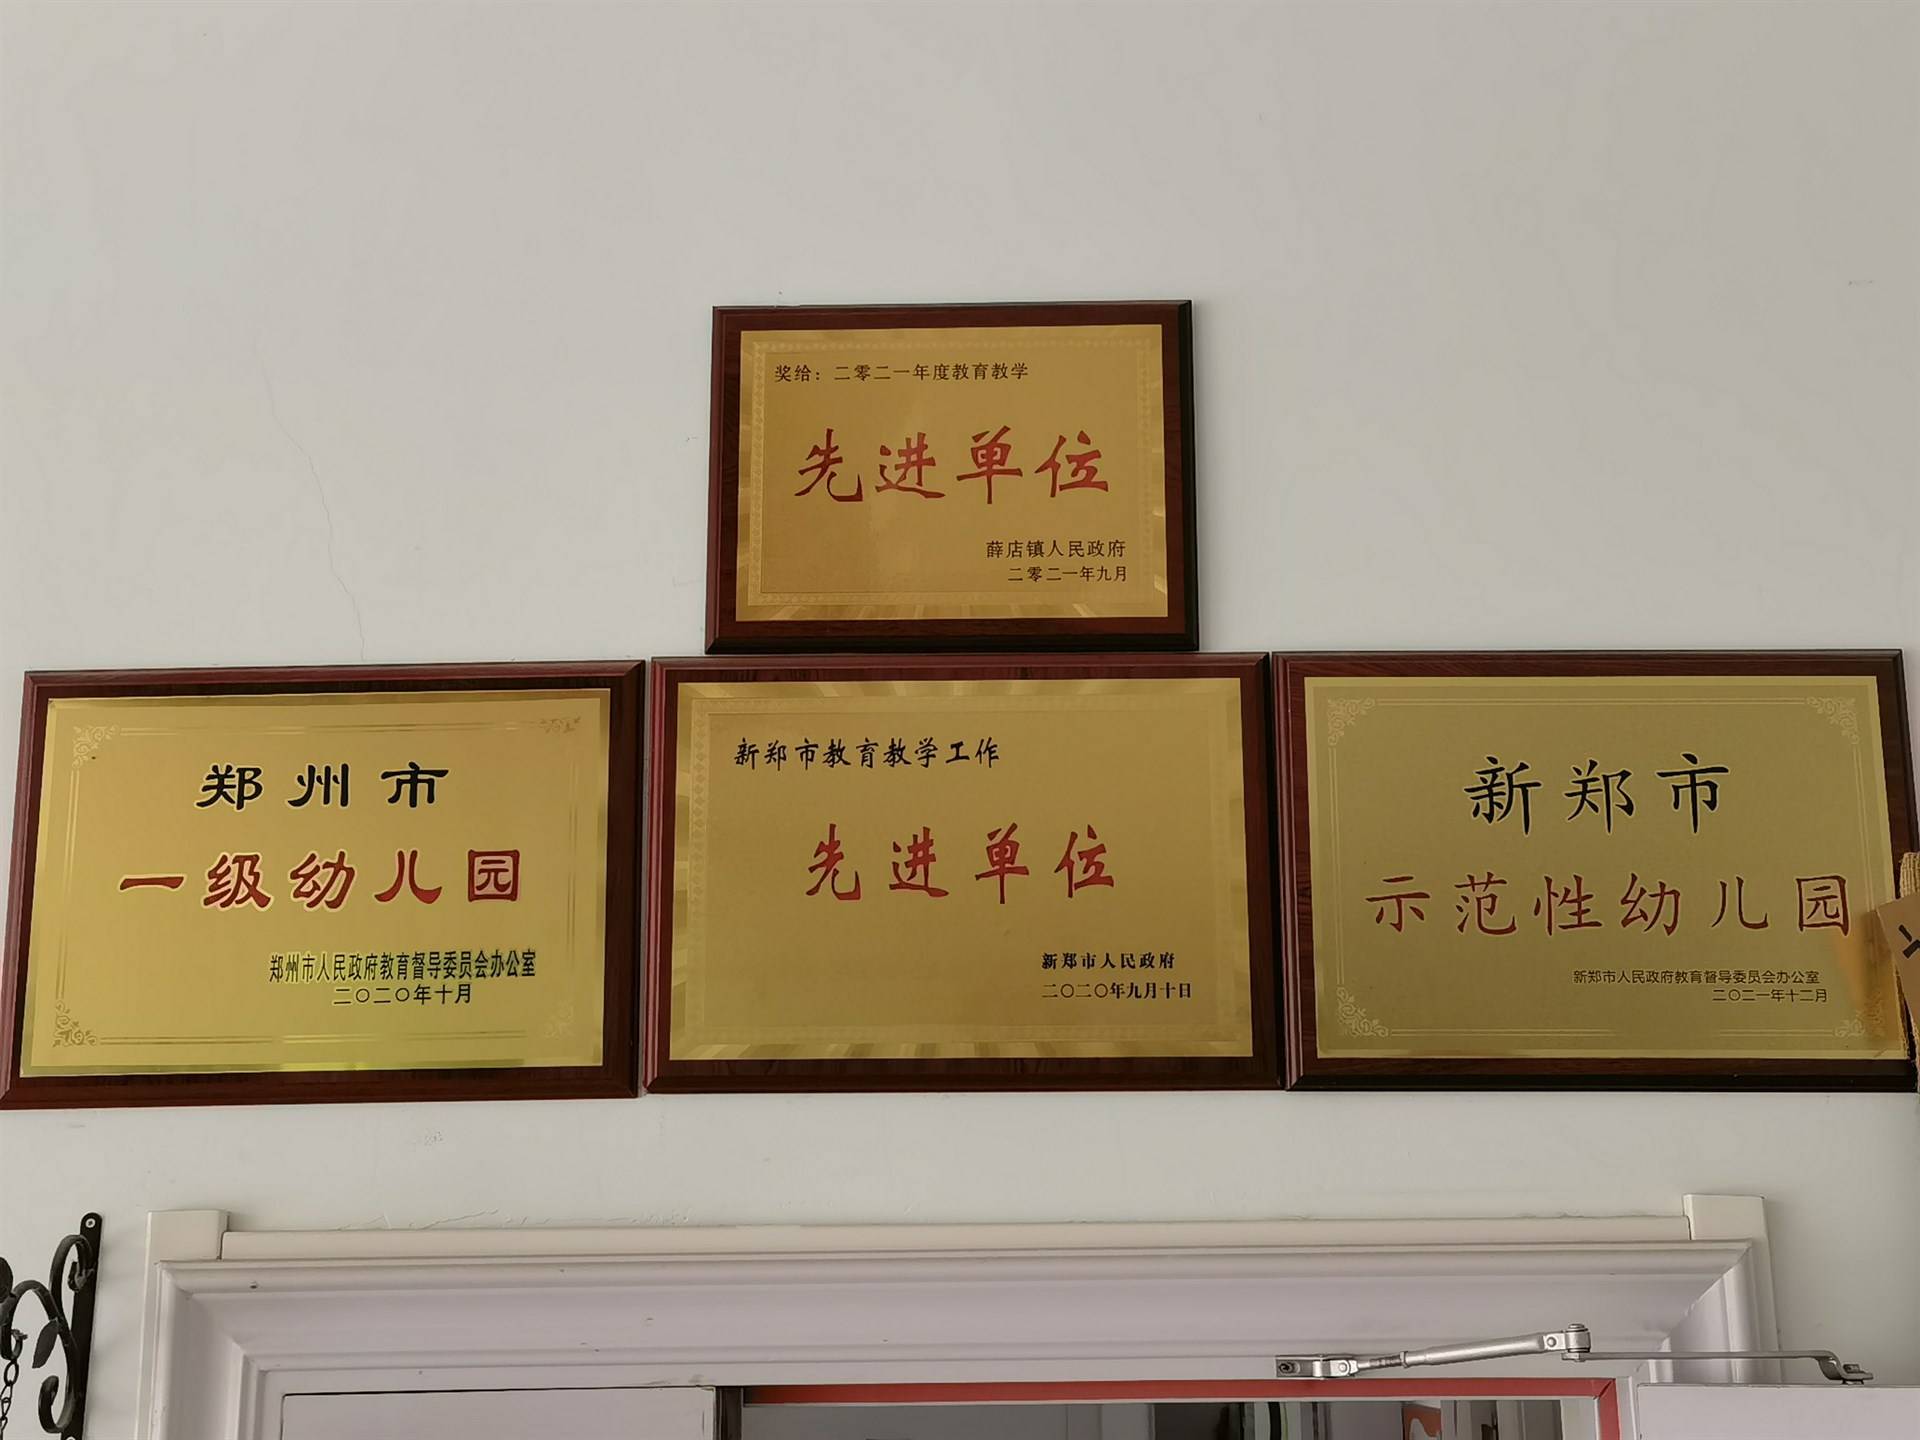 奖给：二零二一年度教育教学
先进单位
薛店镇人民政府
二零二一年九月
郑州市
一级幼儿园
郑州市人民政府教育督导委员会办公室
二〇二〇年十月
新郑市教育教学工作
先进单位
新郑市人民政府
二〇二〇年九月十日
新郑市
示范性幼儿园
新郑市人民政府教育督导委员会办公室
二〇二一年十二月